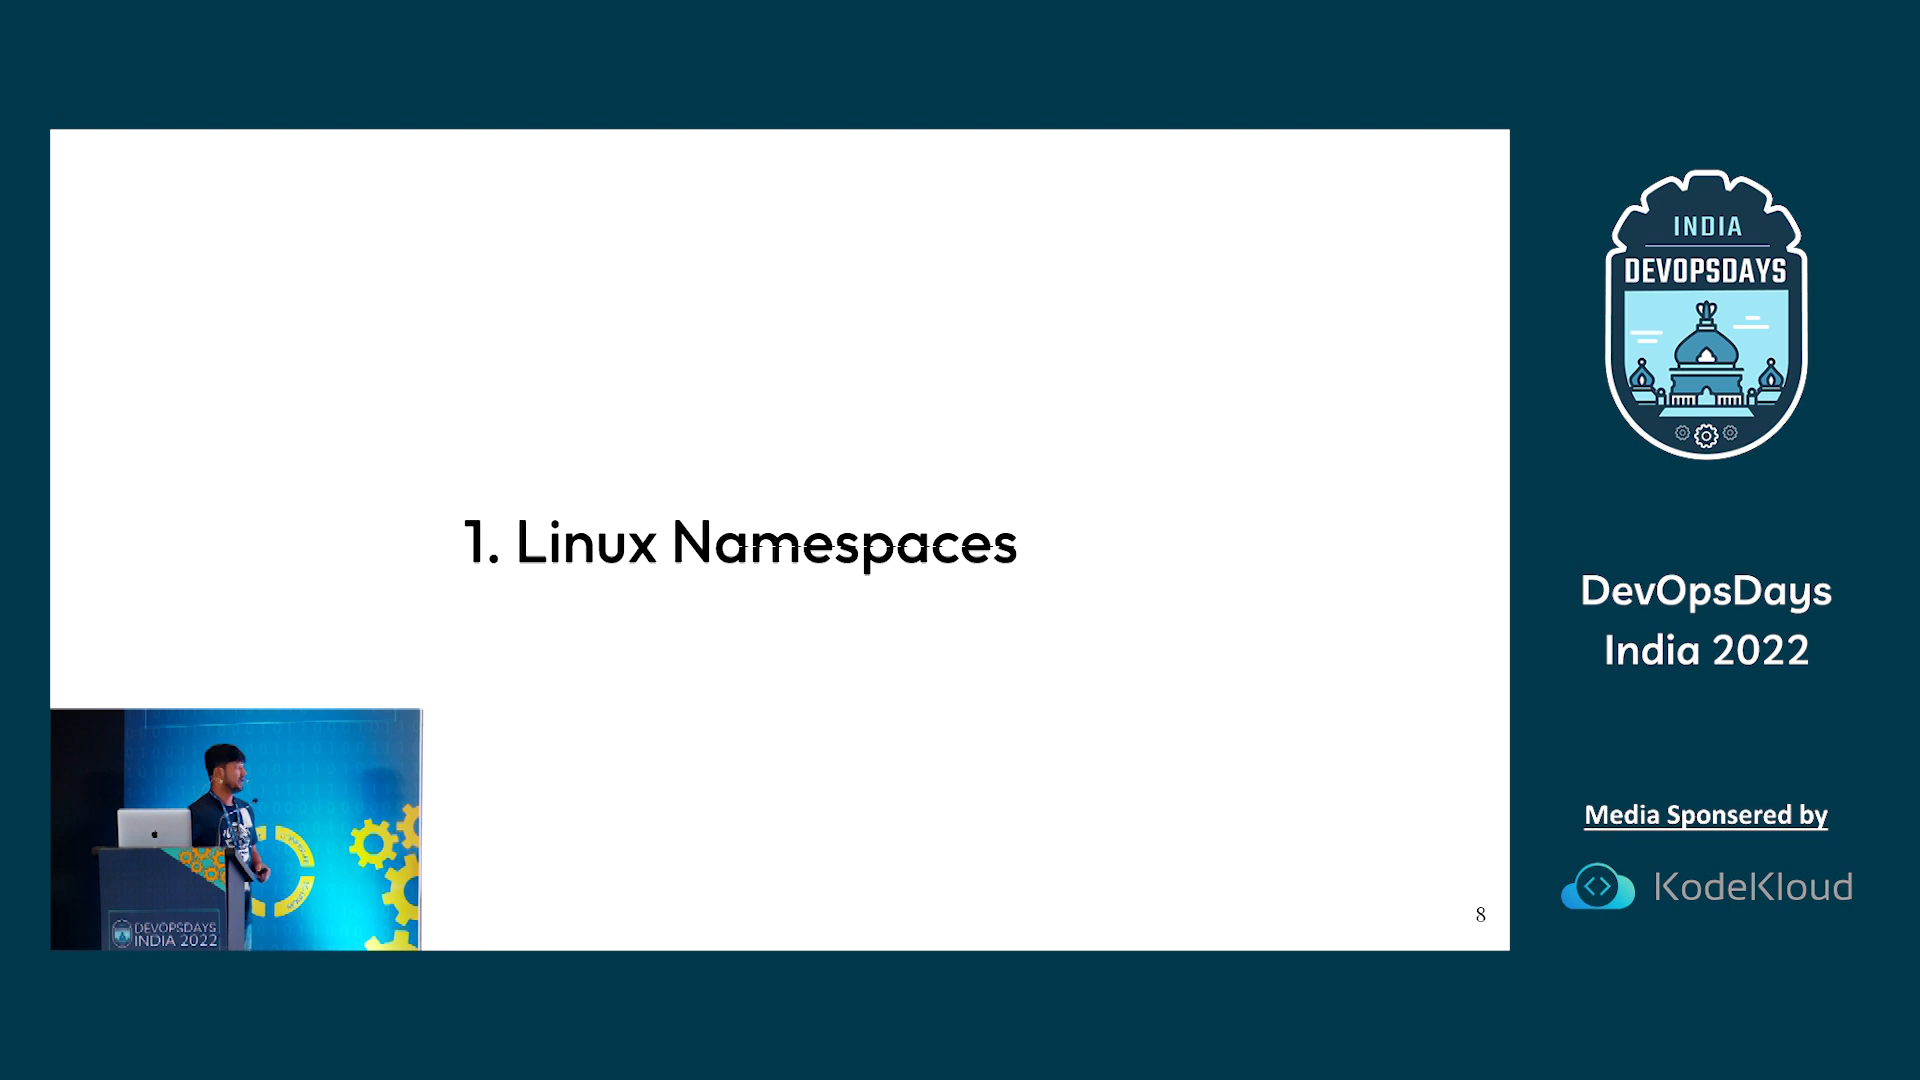 1. Linux Namespaces
8
DEVOPSDAYS
INDIA 2022
INDIA
DEVOPSDAYS
DevOpsDays
India 2022
Media Sponsered by
KodeKloud